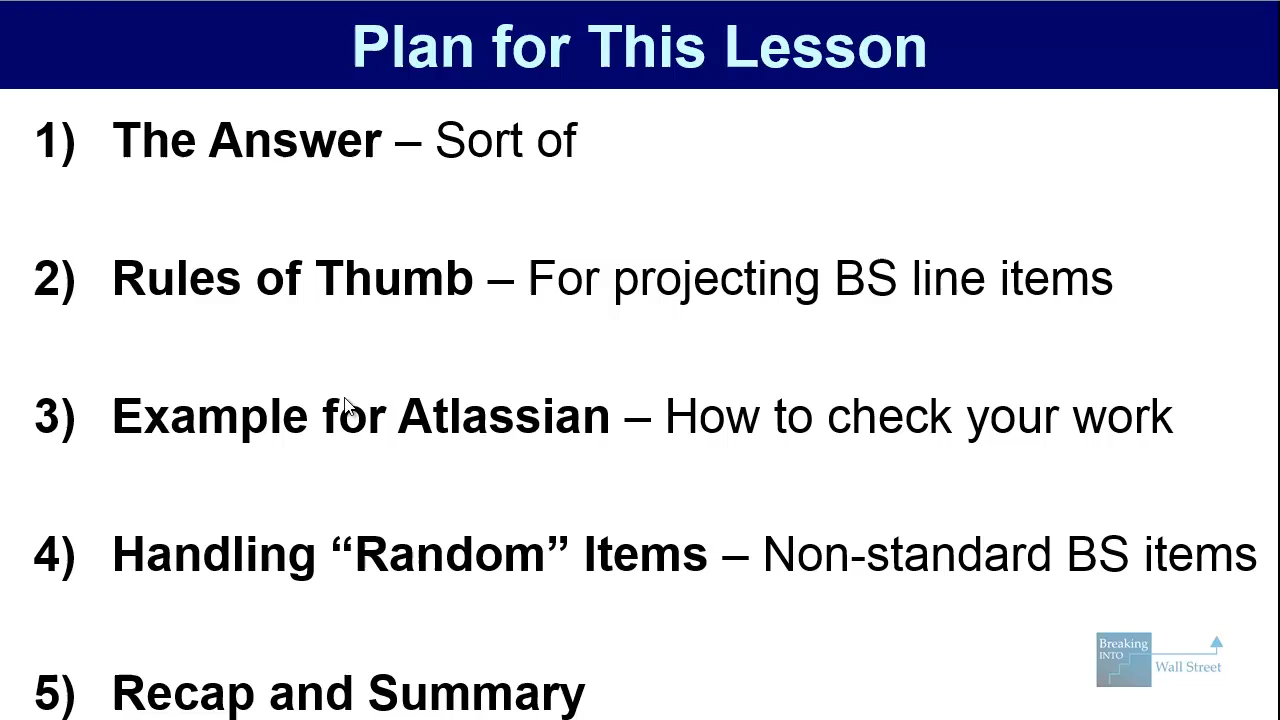 Plan for This Lesson
1) The Answer – Sort of
2) Rules of Thumb – For projecting BS line items
3) Example for Atlassian – How to check your work
4) Handling “Random” Items – Non-standard BS items
Breaking
INTO
Wall Street
5) Recap and Summary